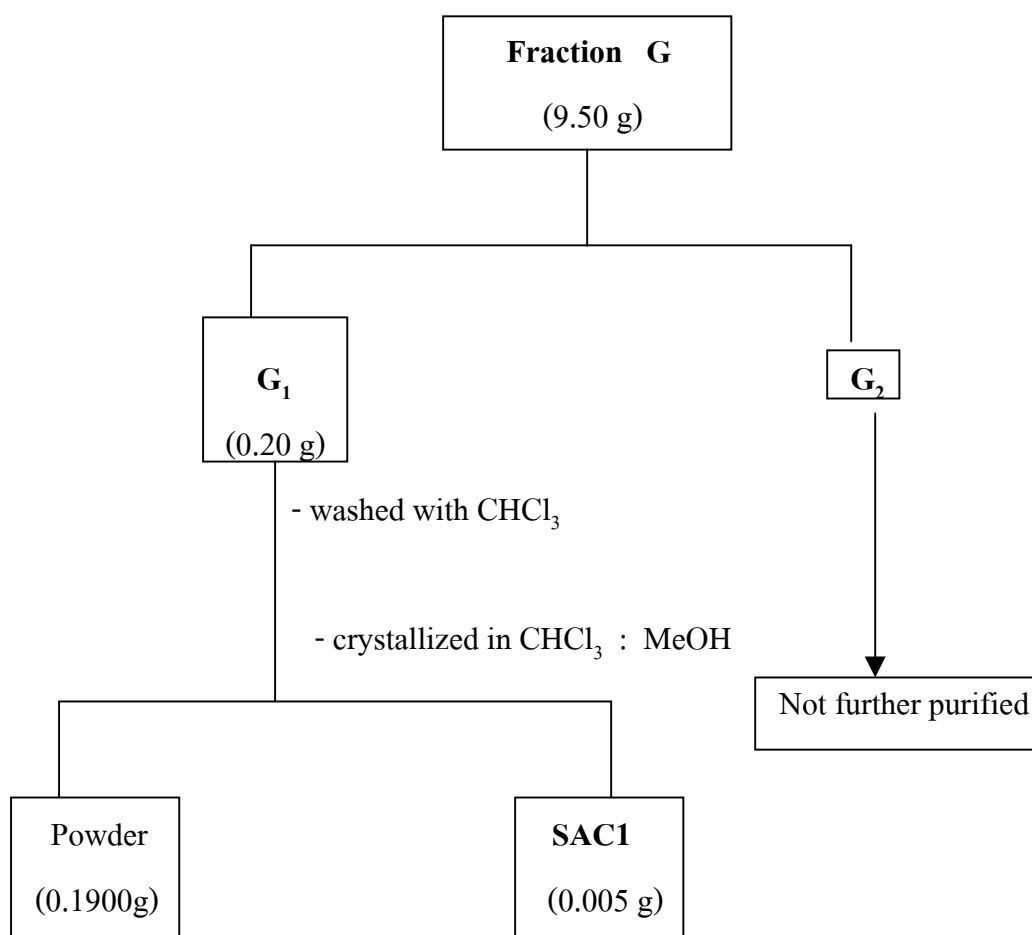 Fraction G
(9.50 g)
G₁
(0.20 g)
G₂
- washed with CHCl₃
- crystallized in CHCl₃ : MeOH
Not further purified
Powder
(0.1900g)
SAC1
(0.005 g)